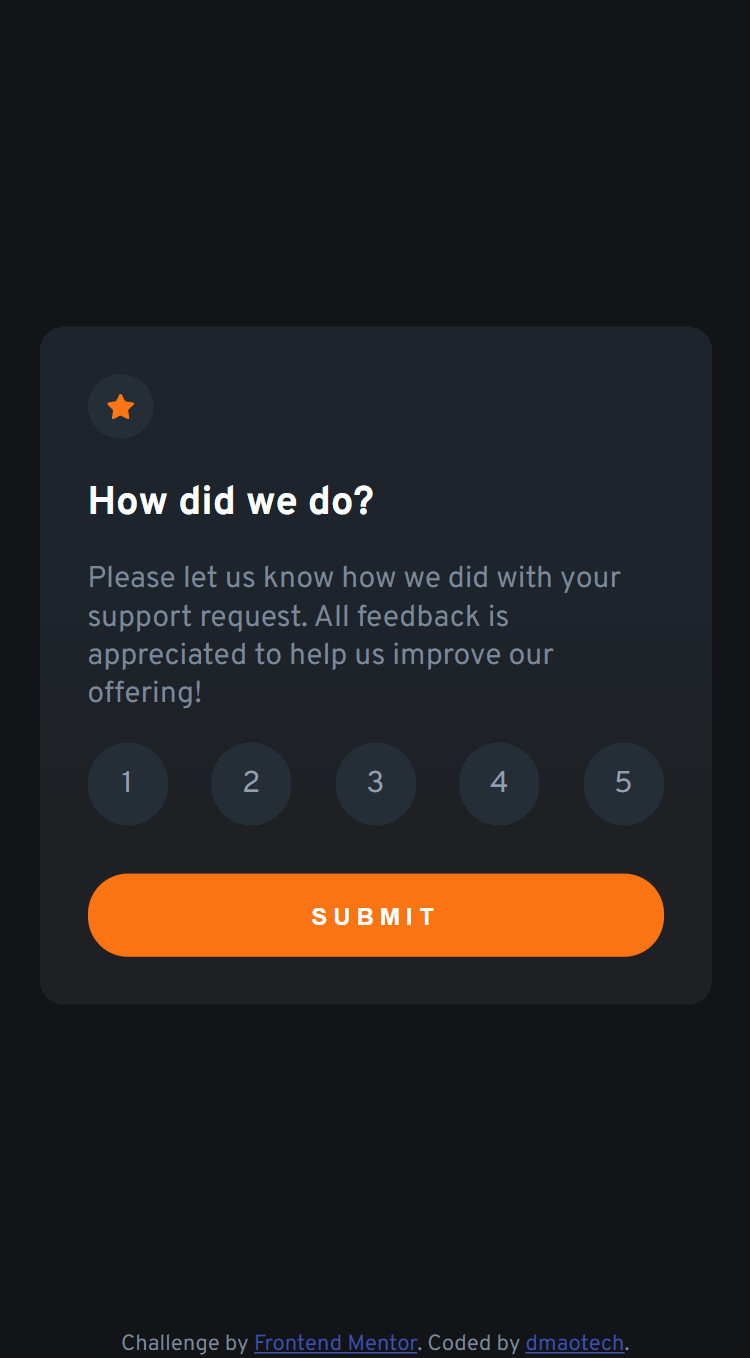 How did we do?
Please let us know how we did with your
support request. All feedback is
appreciated to help us improve our
offering!
1 2 3 4 5
SUBMIT
Challenge by Frontend Mentor. Coded by dmaotech.